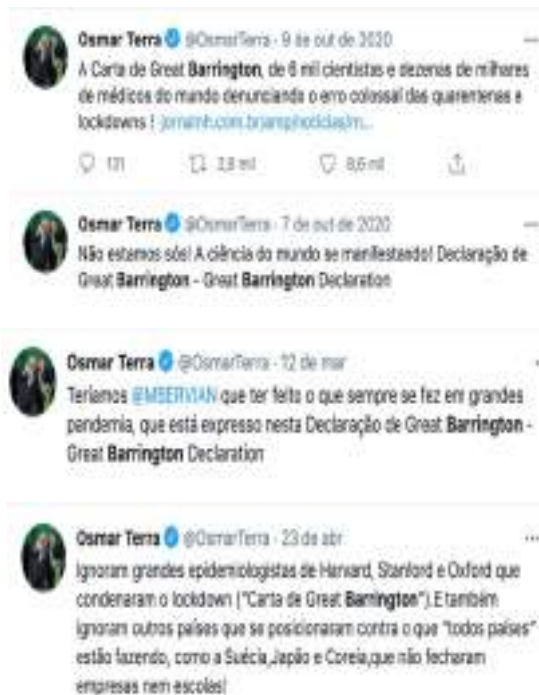 Osmar Terra @OsmarTerra · 9 de out de 2020
A Carta de Great Barrington, de 6 mil cientistas e dezenas de milhares
de médicos do mundo denunciando o erro colossal das quarentenas e
lockdowns !
131 2,8 mil 8,6 mil
Osmar Terra @OsmarTerra · 7 de out de 2020
Não estamos sós! A ciência do mundo se manifestando! Declaração de
Great Barrington – Great Barrington Declaration
Osmar Terra @OsmarTerra · 12 de mar
Teriamos @MSERVIAN que ter feito o que sempre se fez em grandes
pandemia, que está expresso nesta Declaração de Great Barrington -
Great Barrington Declaration
Osmar Terra @OsmarTerra · 23 de abr
Ignoram grandes epidemiologistas de Harvard, Stanford e Oxford que
condenaram o lockdown ("Carta de Great Barrington").E também
ignoram outros países que se posicionaram contra o que "todos países"
estão fazendo, como a Suécia,Japão e Coreia,que não fecharam
empresas nem escolas!